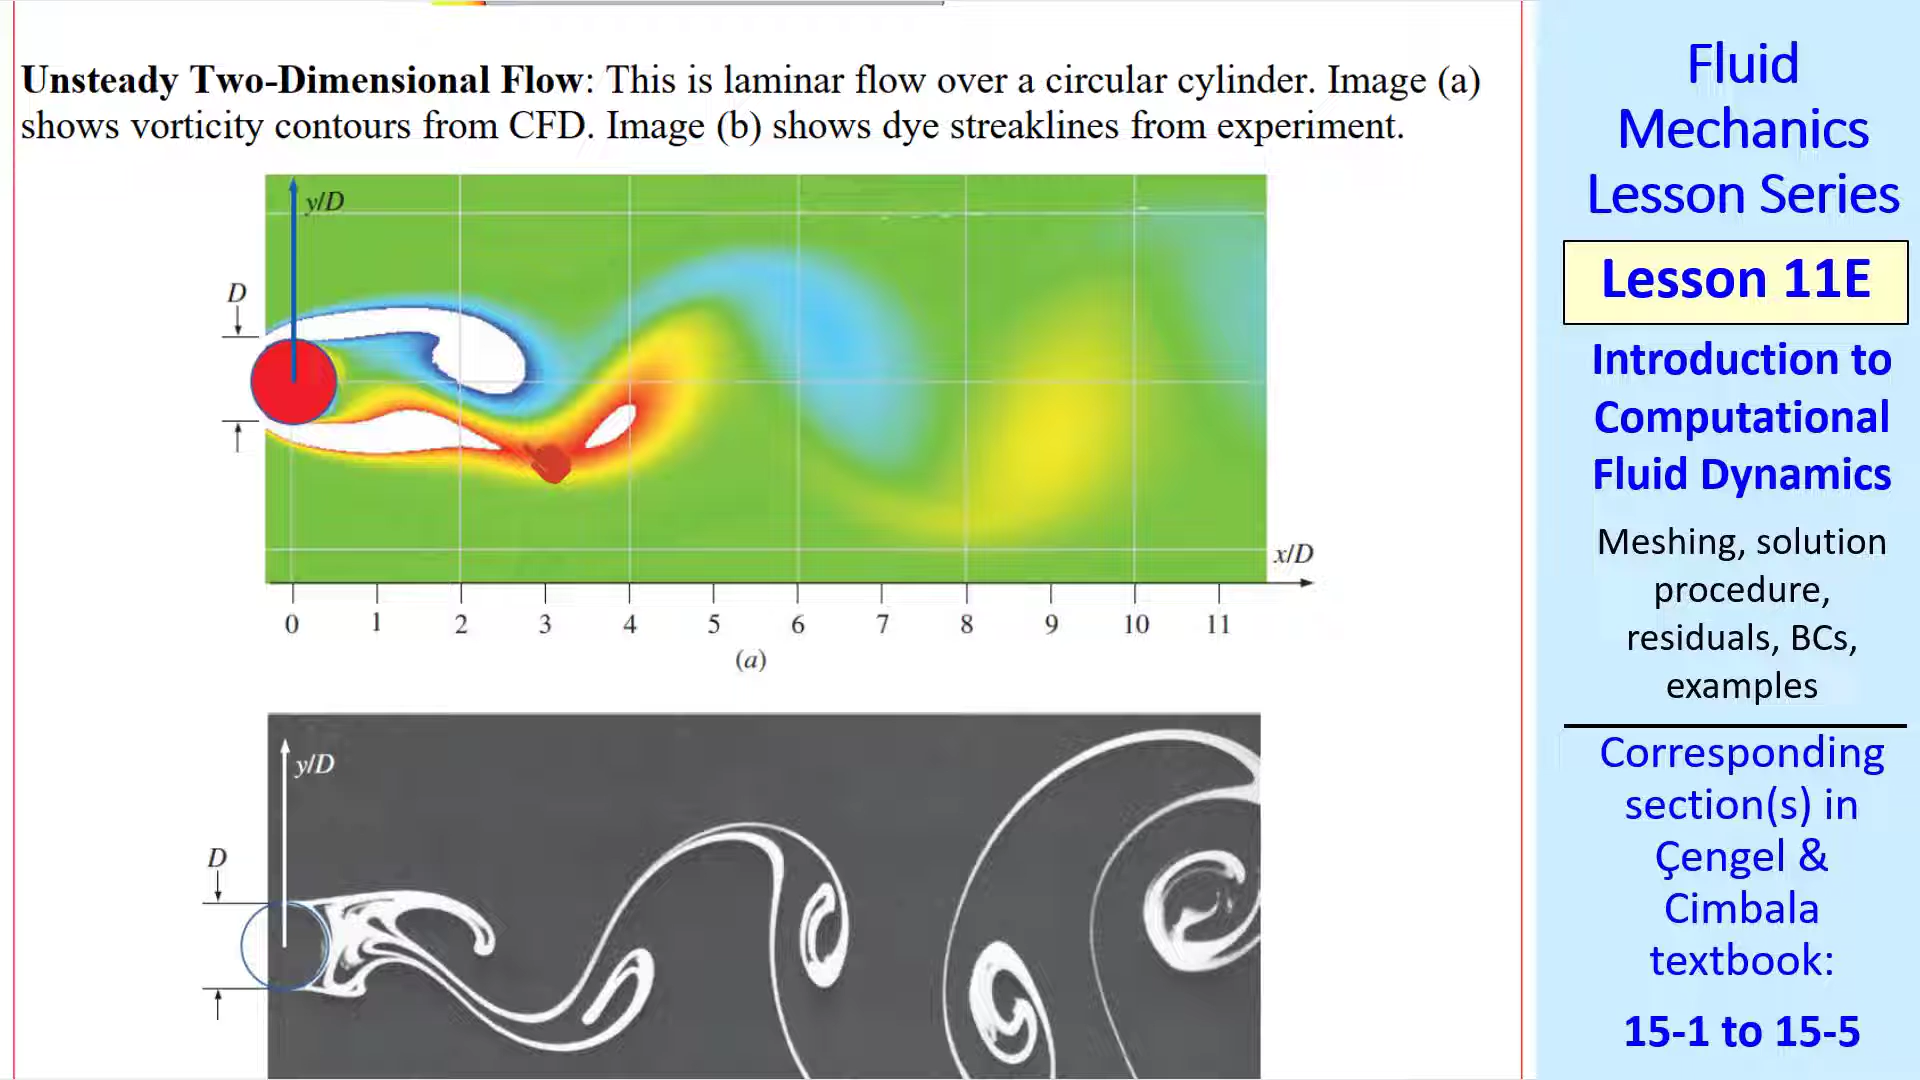 Unsteady Two-Dimensional Flow: This is laminar flow over a circular cylinder. Image (a)
shows vorticity contours from CFD. Image (b) shows dye streaklines from experiment.
y/D
D
x/D
0 1 2 3 4 5 6 7 8 9 10 11
(a)
y/D
D
Fluid
Mechanics
Lesson Series
Lesson 11E
Introduction to
Computational
Fluid Dynamics
Meshing, solution
procedure,
residuals, BCs,
examples
Corresponding
section(s) in
Çengel &
Cimbala
textbook:
15-1 to 15-5